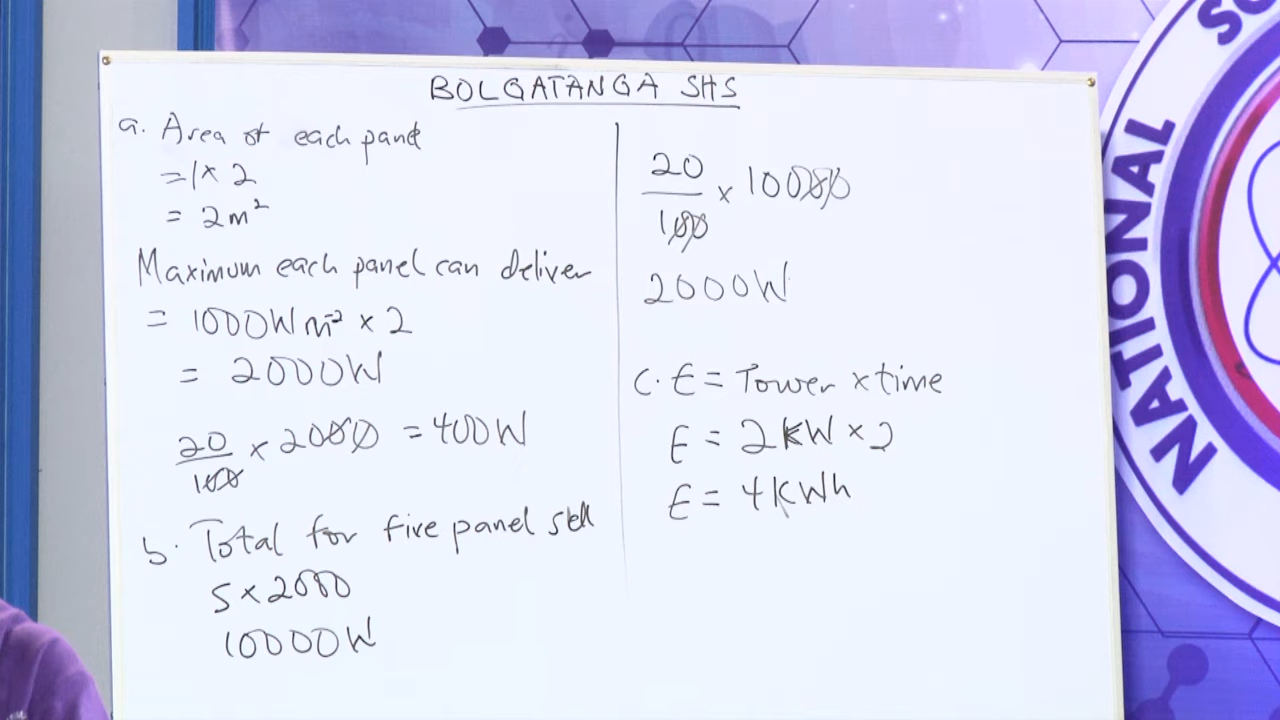 BOLGATANGA SHS
a. Area of each panel
= 1 × 2
= 2m²
Maximum each panel can deliver
= 1000Wm⁻² × 2
= 2000W
20/100 × 2000 = 400W
b. Total for five panel
5 × 2000
10000W
20/100 × 10000
2000W
C. E = Power × time
E = 2kW × 2
E = 4KWh
NATIONAL